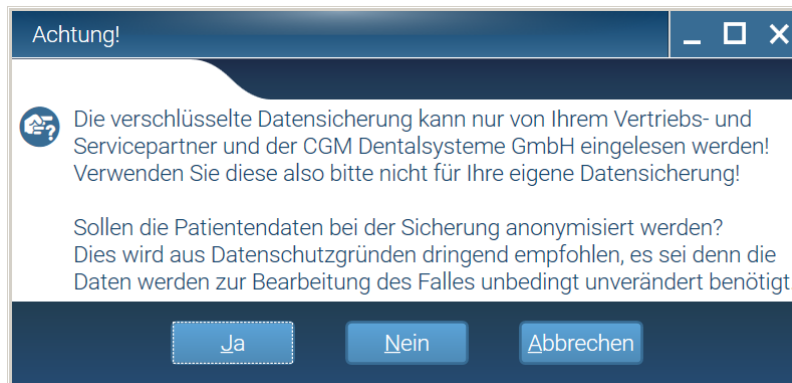 Achtung!
Die verschlüsselte Datensicherung kann nur von Ihrem Vertriebs- und
Servicepartner und der CGM Dentalsysteme GmbH eingelesen werden!
Verwenden Sie diese also bitte nicht für Ihre eigene Datensicherung!
Sollen die Patientendaten bei der Sicherung anonymisiert werden?
Dies wird aus Datenschutzgründen dringend empfohlen, es sei denn die
Daten werden zur Bearbeitung des Falles unbedingt unverändert benötigt
Ja Nein Abbrechen